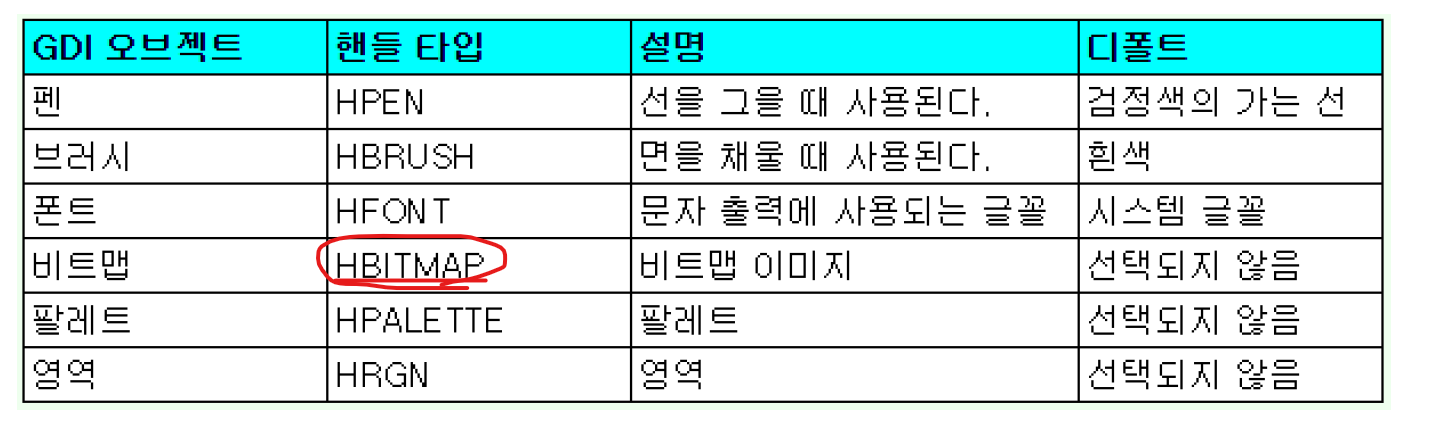 GDI 오브젝트 핸들 타입 설명 디폴트
펜 HPEN 선을 그을 때 사용된다. 검정색의 가는 선
브러시 HBRUSH 면을 채울 때 사용된다. 흰색
폰트 HFONT 문자 출력에 사용되는 글꼴 시스템 글꼴
비트맵 HBITMAP 비트맵 이미지 선택되지 않음
팔레트 HPALETTE 팔레트 선택되지 않음
영역 HRGN 영역 선택되지 않음